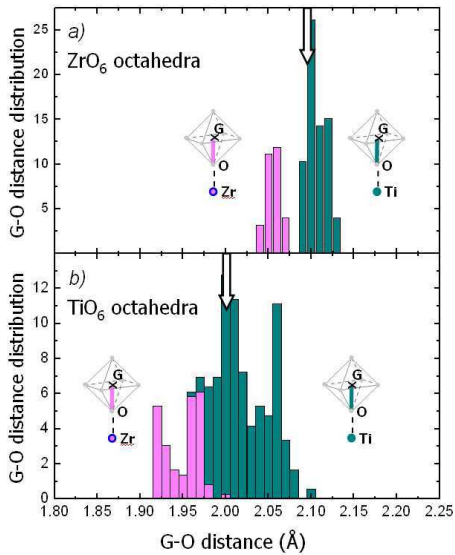 a)
ZrO6 octahedra
G-O distance distribution
25
20
15
10
5
G
O
Zr
G
O
Ti
b)
TiO6 octahedra
G-O distance distribution
12
10
8
6
4
2
0
G
O
Zr
G
O
Ti
1.80 1.85 1.90 1.95 2.00 2.05 2.10 2.15 2.20 2.25
G-O distance (Å)